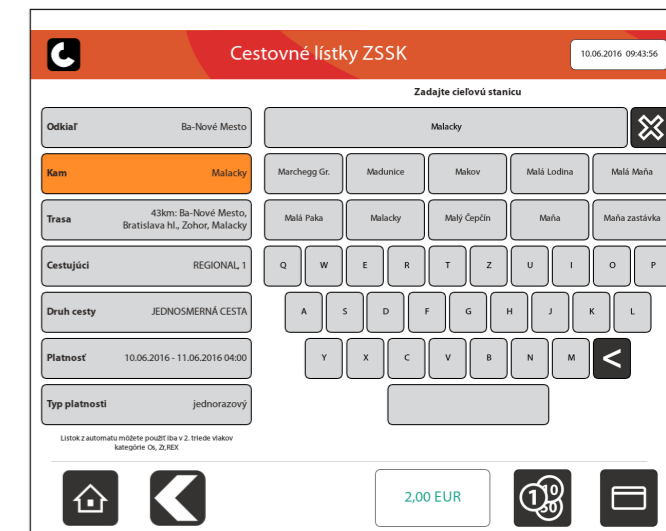 Cestovné lístky ZSSK
10.06.2016 09:43:56
Zadajte cieľovú stanicu
Odkiaľ Ba-Nové Mesto
Malacky
Kam Malacky
Marchegg Gr. Madunice Makov Malá Lodina Malá Maňa
Trasa 43km: Ba-Nové Mesto,
Bratislava hl., Zohor, Malacky
Malá Paka Malacky Malý Čepčín Maňa Maňa zastávka
Cestujúci REGIONAL, 1
Q W E R T Z U I O P
Druh cesty JEDNOSMERNÁ CESTA
A S D F G H J K L
Platnosť 10.06.2016 - 11.06.2016 04:00
Y X C V B N M <
Typ platnosti jednorazový
Lístok z automatu môžete použiť iba v 2. triede vlakov
kategórie Os, Zr,REX
2,00 EUR
1 10 50